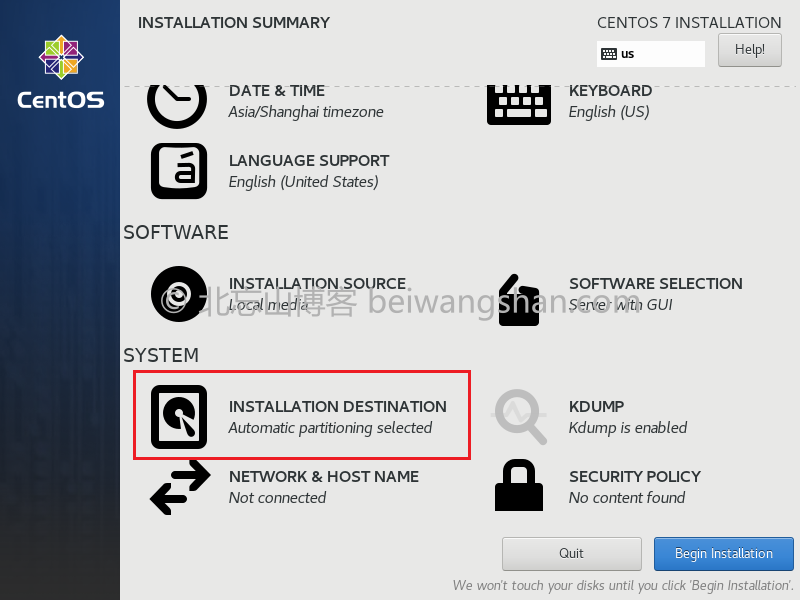 INSTALLATION SUMMARY
CENTOS 7 INSTALLATION
us
Help!
CentOS
DATE & TIME
Asia/Shanghai timezone
KEYBOARD
English (US)
á
LANGUAGE SUPPORT
English (United States)
SOFTWARE
INSTALLATION SOURCE
Local media
SOFTWARE SELECTION
Server with GUI
© 北忘山博客 beiwangshan.com
SYSTEM
INSTALLATION DESTINATION
Automatic partitioning selected
KDUMP
Kdump is enabled
NETWORK & HOST NAME
Not connected
SECURITY POLICY
No content found
Quit
Begin Installation
We won't touch your disks until you click 'Begin Installation'.